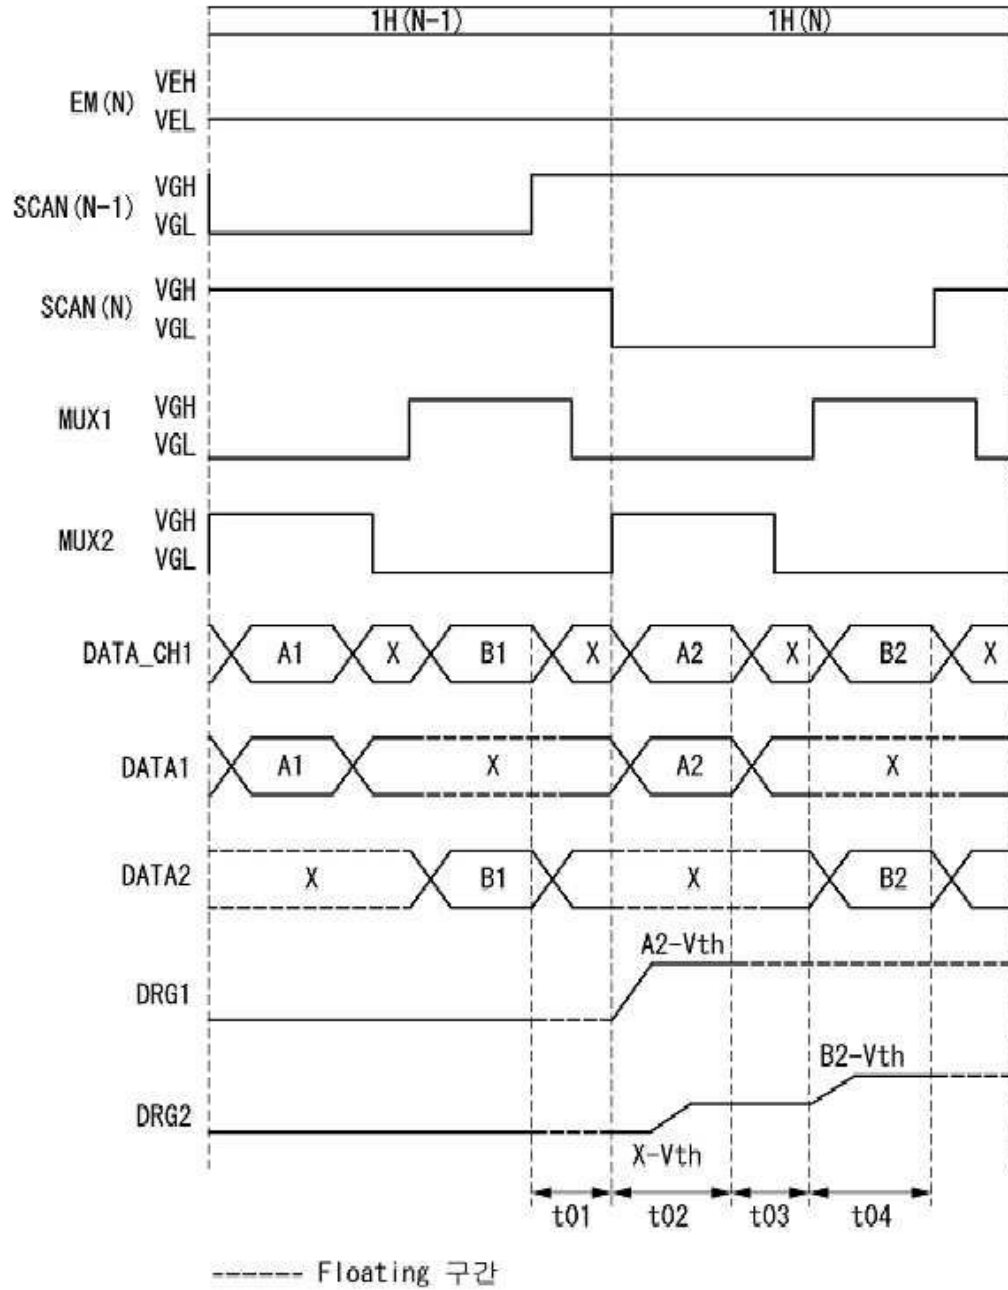 1H(N-1) 1H(N)
EM(N) VEH
VEL
SCAN(N-1) VGH
VGL
SCAN(N) VGH
VGL
MUX1 VGH
VGL
MUX2 VGH
VGL
DATA_CH1 A1 X B1 X A2 X B2 X
DATA1 A1 X A2 X
DATA2 X B1 X B2
A2-Vth
DRG1
B2-Vth
DRG2
X-Vth
t01 t02 t03 t04
Floating 구간